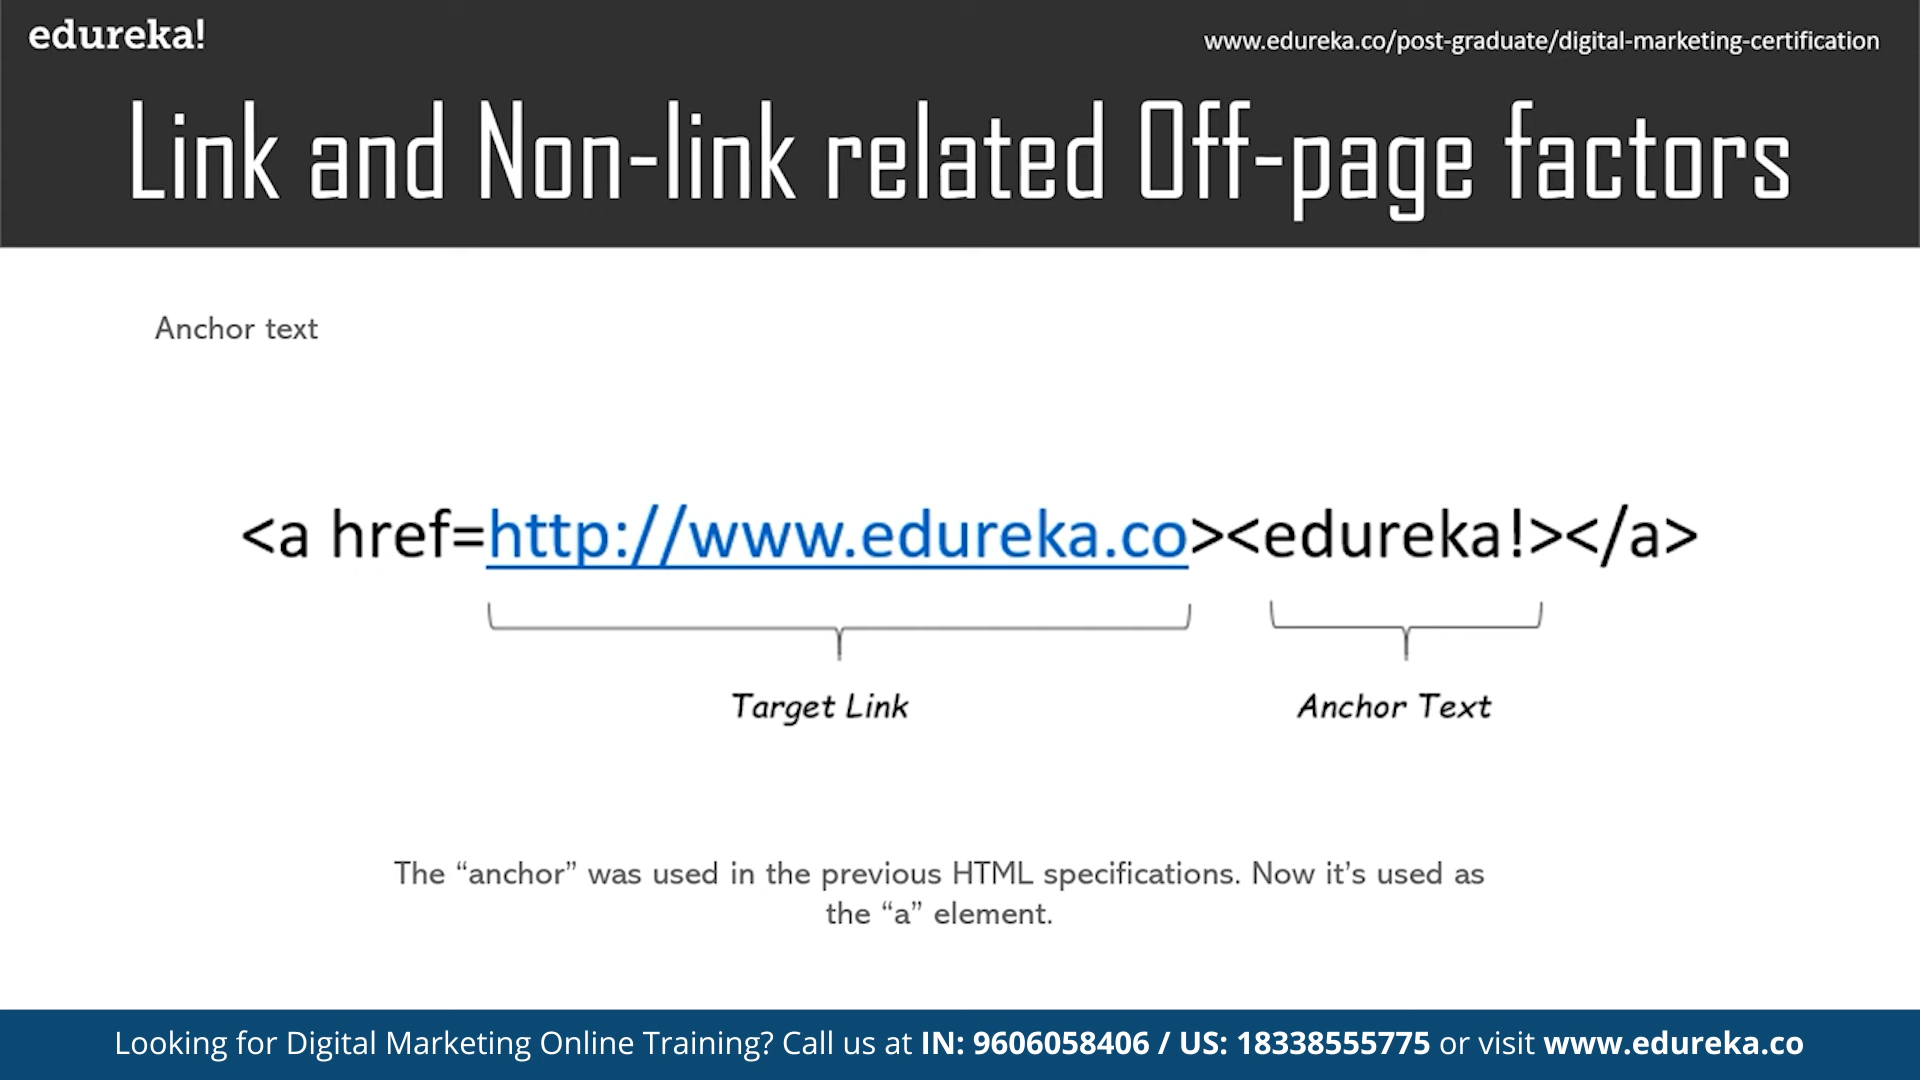 edureka!
www.edureka.co/post-graduate/digital-marketing-certification
Link and Non-link related Off-page factors
Anchor text
<a href=http://www.edureka.co><edureka!></a>
Target Link
Anchor Text
The “anchor” was used in the previous HTML specifications. Now it’s used as
the “a” element.
Looking for Digital Marketing Online Training? Call us at IN: 9606058406 / US: 18338555775 or visit www.edureka.co